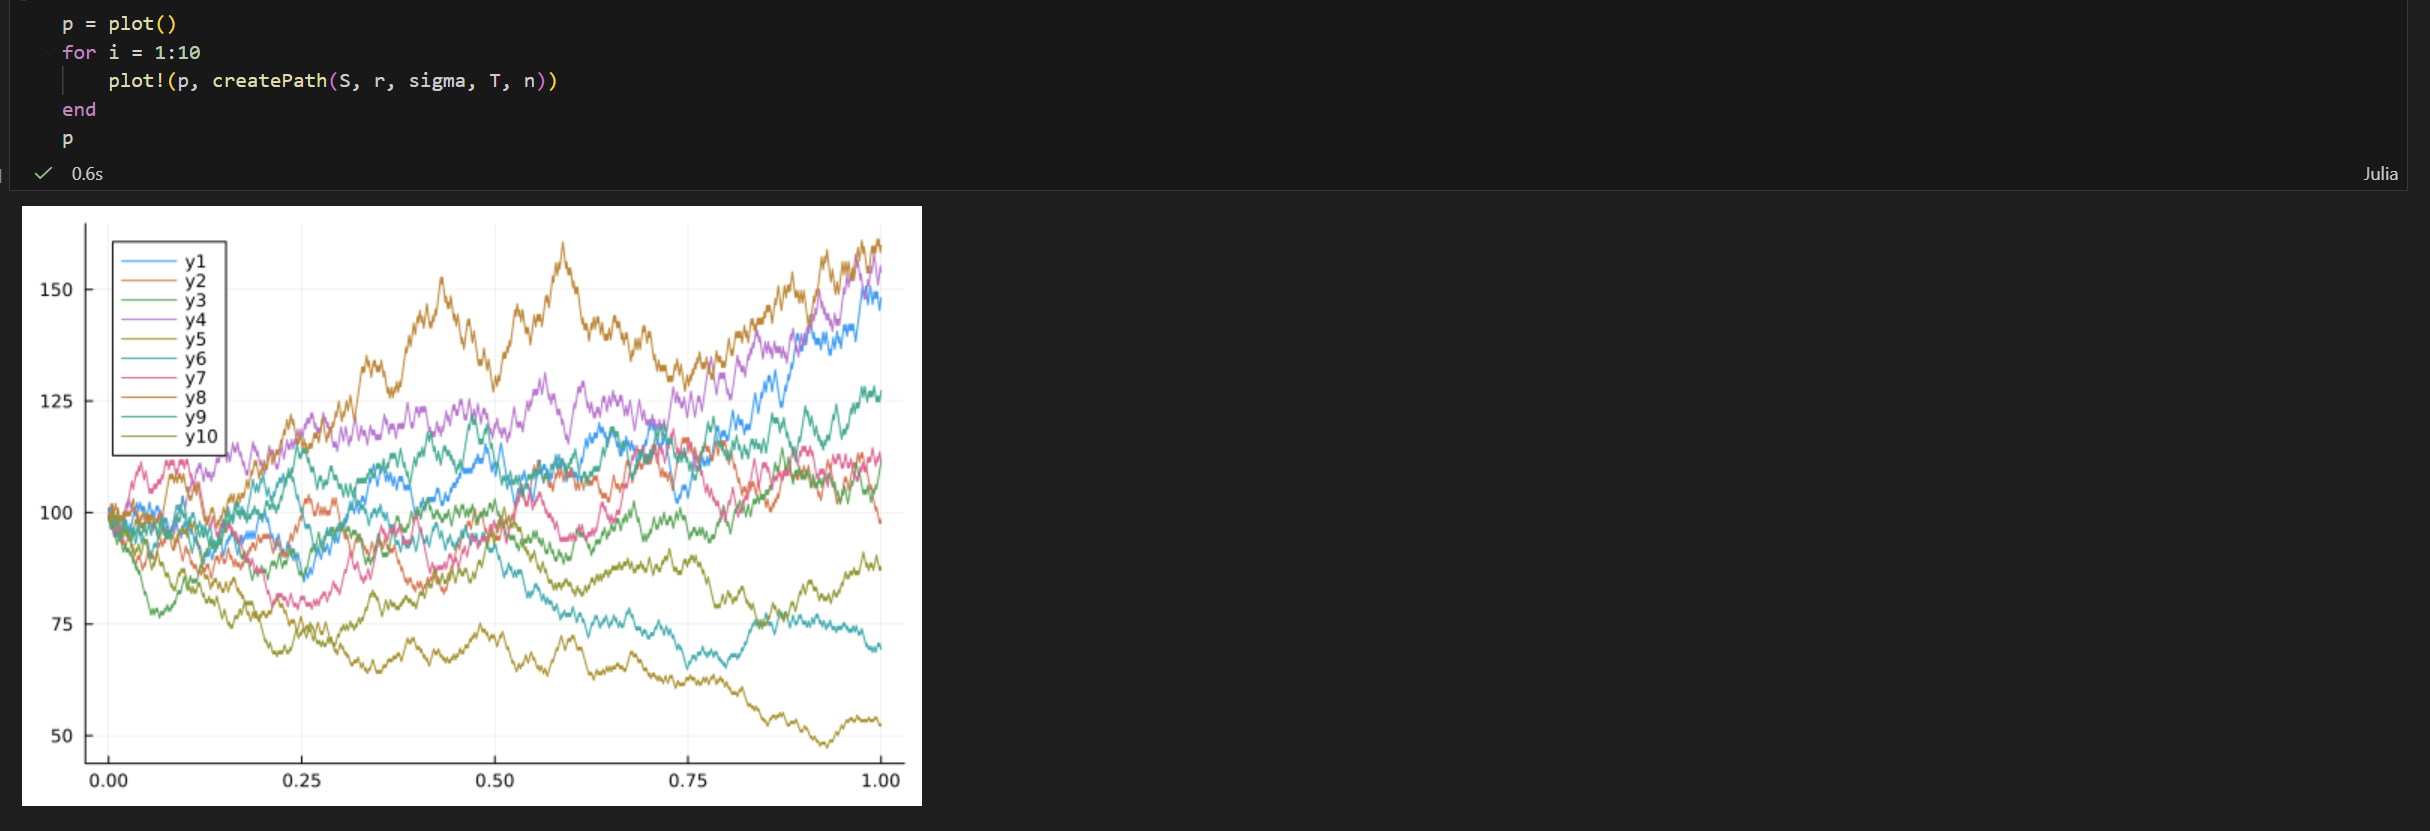 p = plot()
for i = 1:10
    plot!(p, createPath(S, r, sigma, T, n))
end
p
0.6s
Julia
y1
y2
y3
y4
y5
y6
y7
y8
y9
y10
150
125
100
75
50
0.00 0.25 0.50 0.75 1.00